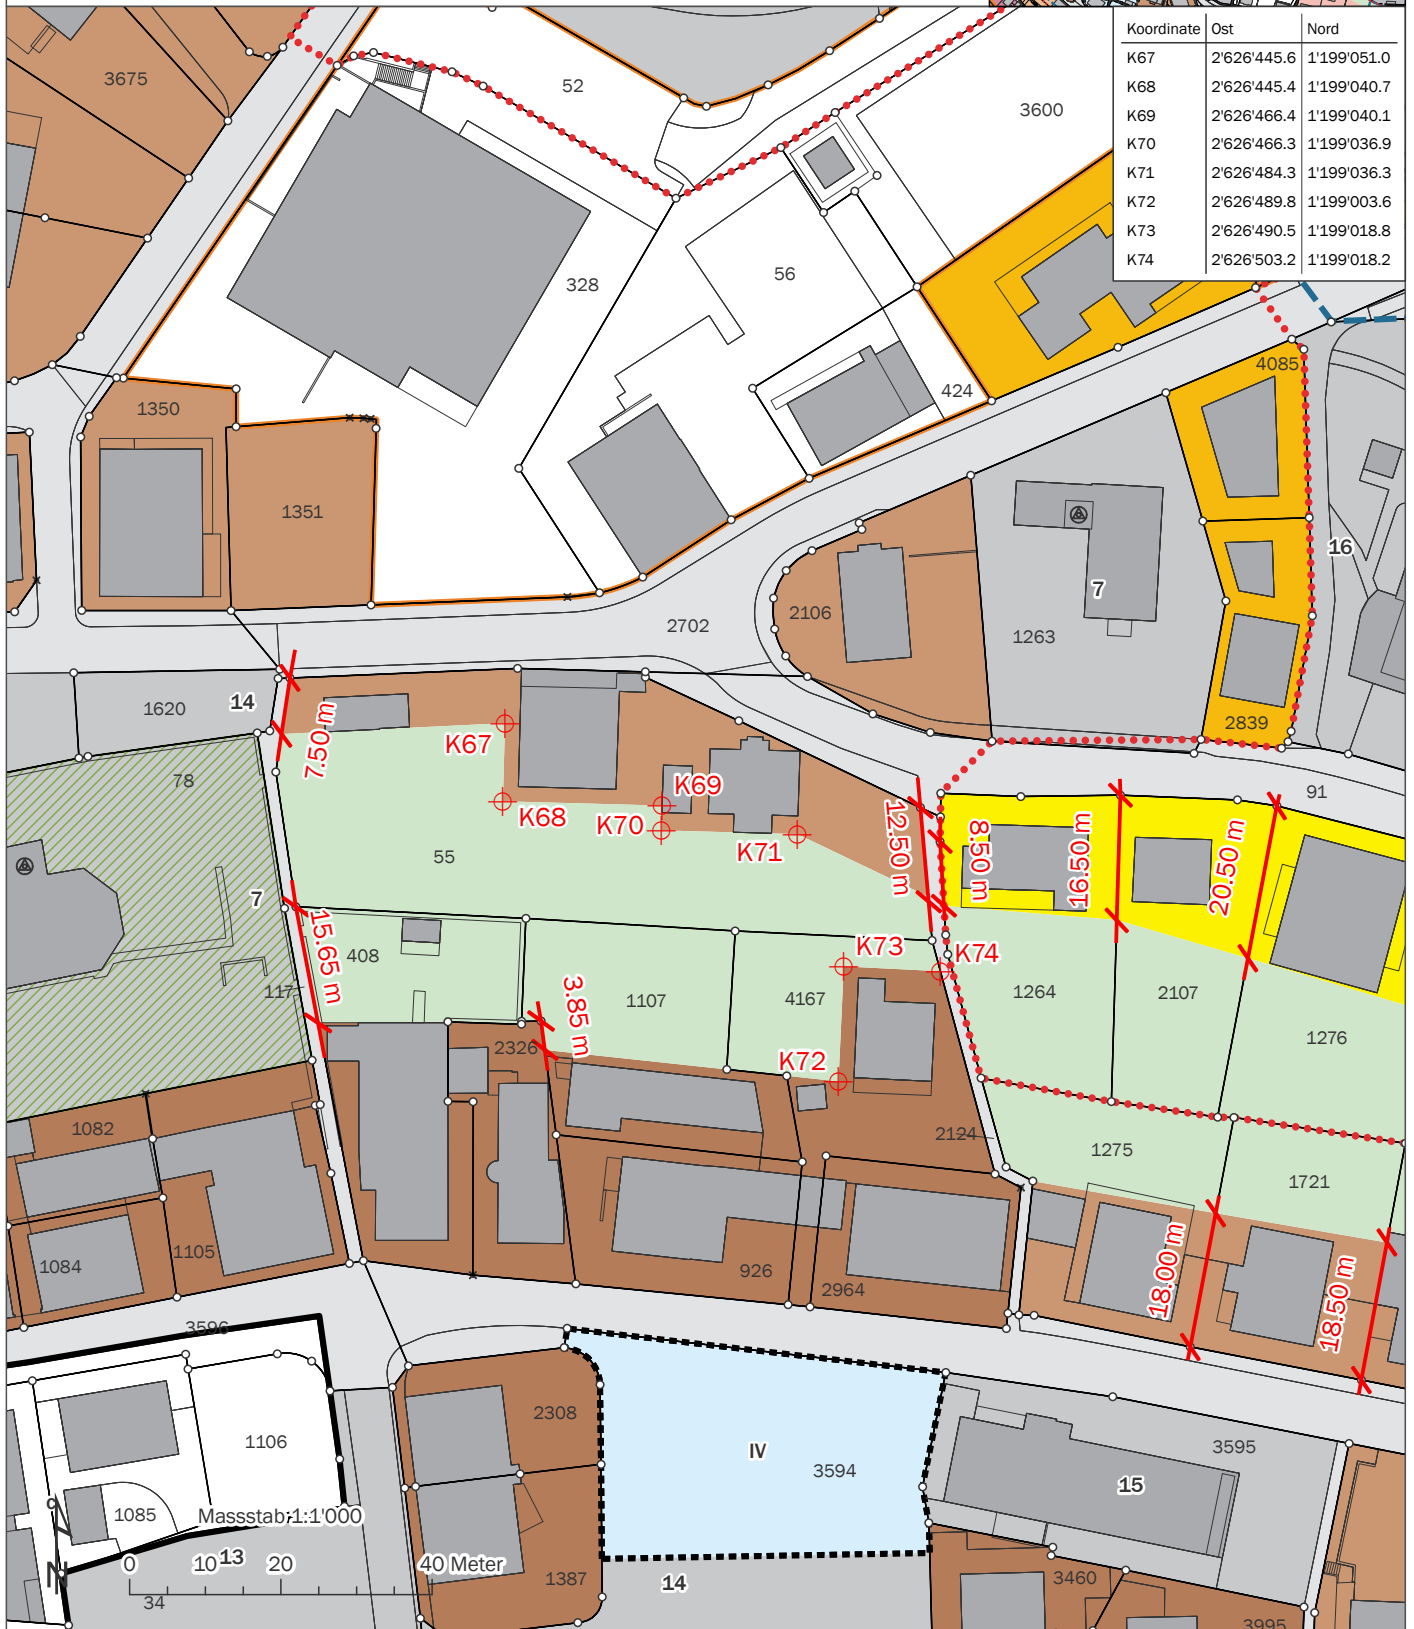 Koordinate Ost Nord
K67 2'626'445.6 1'199'051.0
K68 2'626'445.4 1'199'040.7
K69 2'626'466.4 1'199'040.1
K70 2'626'466.3 1'199'036.9
K71 2'626'484.3 1'199'036.3
K72 2'626'489.8 1'199'003.6
K73 2'626'490.5 1'199'018.8
K74 2'626'503.2 1'199'018.2
3675
52
3600
328
56
424
4085
1350
1351
16
7
2106
2702
1263
1620
14
2839
7.50 m
K67
78
K69
91
K68
K70
12.50 m
8.50 m
16.50 m
20.50 m
K71
55
7
15.65 m
408
K73
K74
117
3.85 m
1107
4167
1264
2107
1276
2326
K72
1082
2124
1275
1721
1084
1105
926
2964
18.00 m
18.50 m
3596
2308
1106
IV
3594
3595
15
1085
Massstab 1:1'000
0 10 20 40 Meter
13
34
N
1387
14
3460
3995